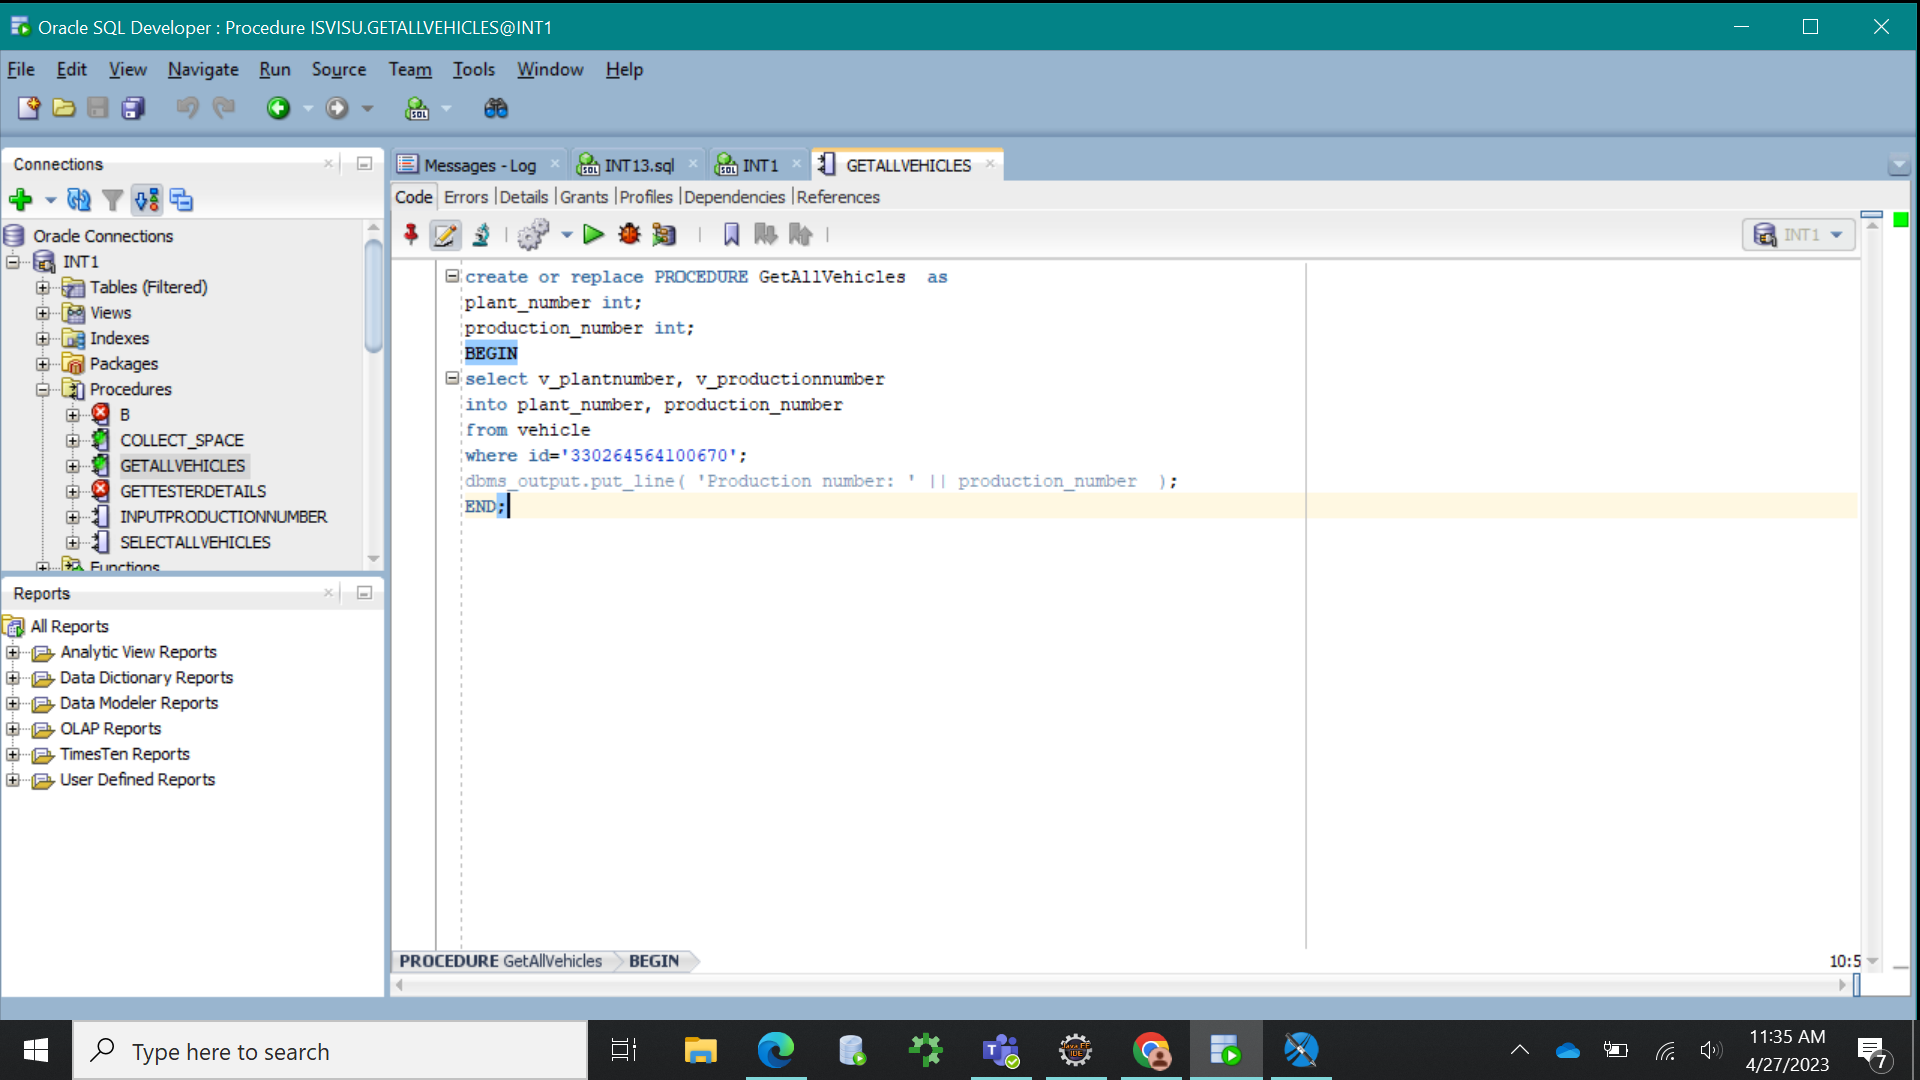 Oracle SQL Developer : Procedure ISVISU.GETALLVEHICLES@INT1
File Edit View Navigate Run Source Team Tools Window Help
Connections
Oracle Connections
INT1
Tables (Filtered)
Views
Indexes
Packages
Procedures
B
COLLECT_SPACE
GETALLVEHICLES
GETTESTERDETAILS
INPUTPRODUCTIONNUMBER
SELECTALLVEHICLES
Functions
Reports
All Reports
Analytic View Reports
Data Dictionary Reports
Data Modeler Reports
OLAP Reports
TimesTen Reports
User Defined Reports
Messages - Log INT13.sql INT1 GETALLVEHICLES
Code Errors Details Grants Profiles Dependencies References
INT1
create or replace PROCEDURE GetAllVehicles as
plant_number int;
production_number int;
BEGIN
select v_plantnumber, v_productionnumber
into plant_number, production_number
from vehicle
where id='330264564100670';
dbms_output.put_line( 'Production number: ' || production_number );
END;
PROCEDURE GetAllVehicles BEGIN
10:5
Type here to search
11:35 AM
4/27/2023
7